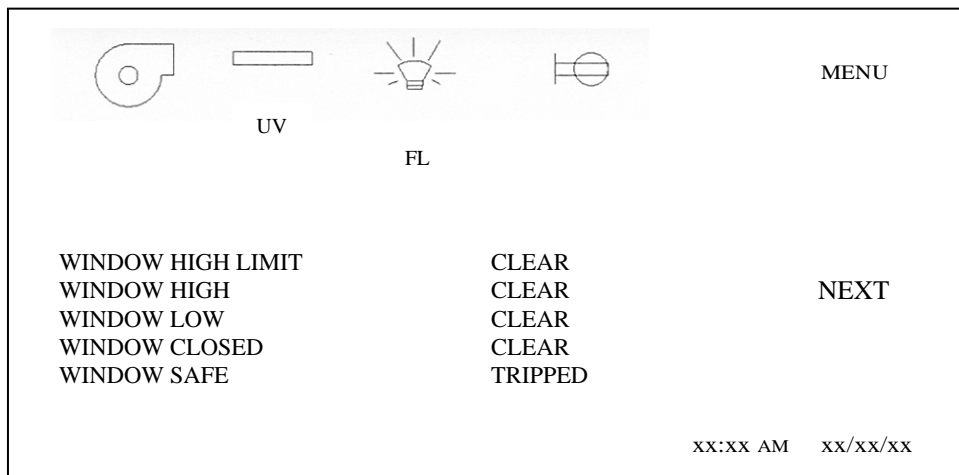 MENU
UV
FL
WINDOW HIGH LIMIT CLEAR
WINDOW HIGH CLEAR
NEXT
WINDOW LOW CLEAR
WINDOW CLOSED CLEAR
WINDOW SAFE TRIPPED
xx:xx AM xx/xx/xx